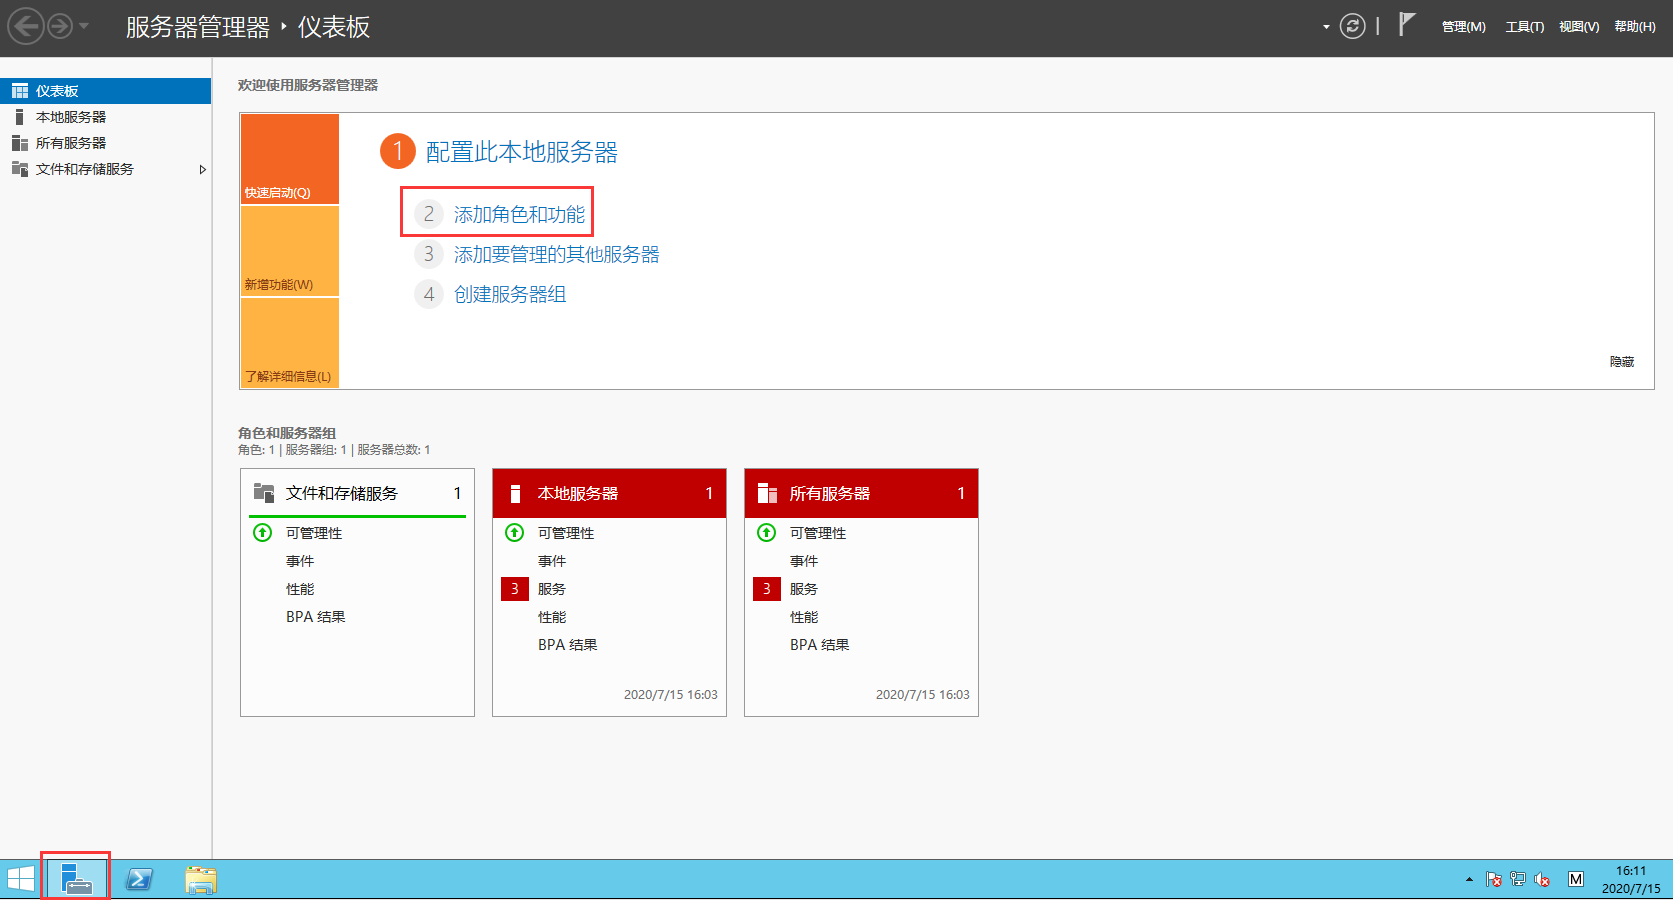 服务器管理器 ‣ 仪表板
管理(M) 工具(T) 视图(V) 帮助(H)
仪表板
本地服务器
所有服务器
文件和存储服务
欢迎使用服务器管理器
快速启动(Q)
新增功能(W)
了解详细信息(L)
1 配置此本地服务器
2 添加角色和功能
3 添加要管理的其他服务器
4 创建服务器组
隐藏
角色和服务器组
角色: 1 | 服务器组: 1 | 服务器总数: 1
文件和存储服务 1
可管理性
事件
性能
BPA 结果
本地服务器 1
可管理性
事件
3 服务
性能
BPA 结果
2020/7/15 16:03
所有服务器 1
可管理性
事件
3 服务
性能
BPA 结果
2020/7/15 16:03
M
16:11
2020/7/15